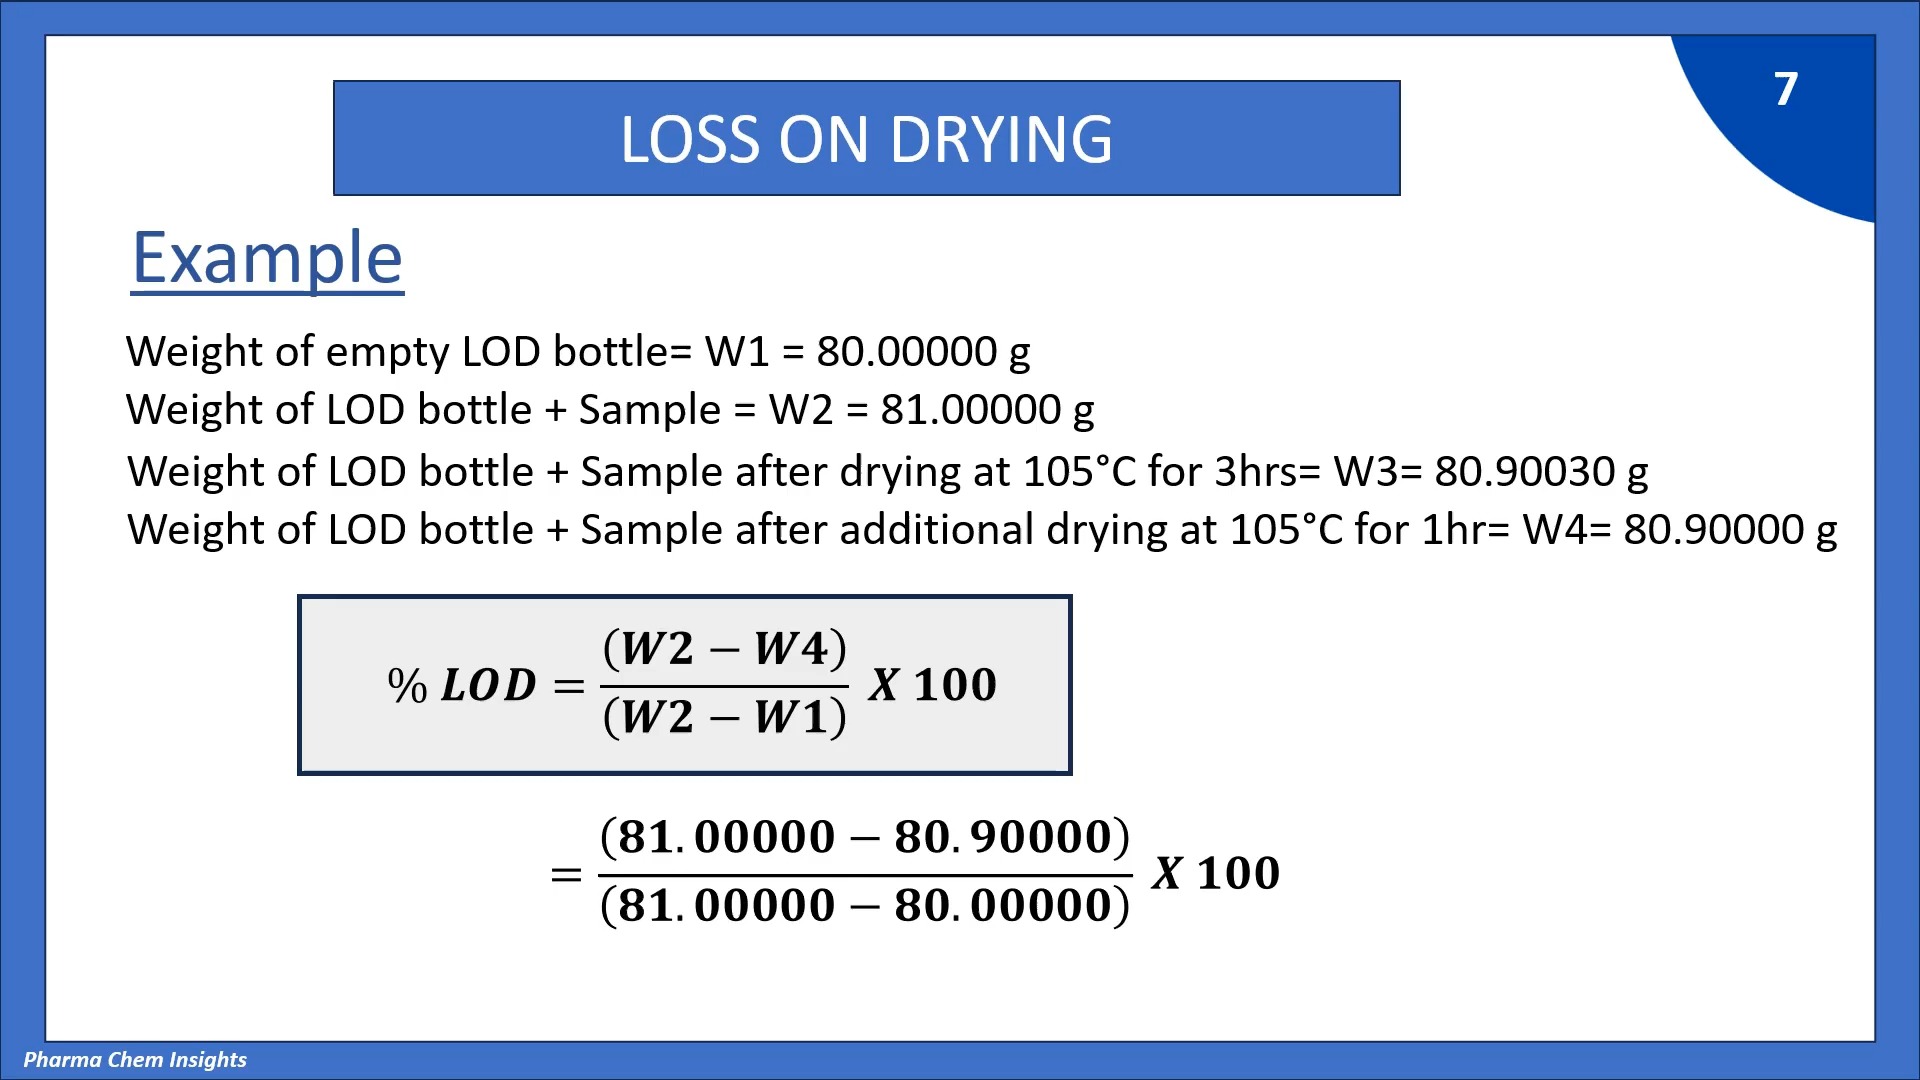 7
LOSS ON DRYING
Example
Weight of empty LOD bottle= W1 = 80.00000 g
Weight of LOD bottle + Sample = W2 = 81.00000 g
Weight of LOD bottle + Sample after drying at 105°C for 3hrs= W3= 80.90030 g
Weight of LOD bottle + Sample after additional drying at 105°C for 1hr= W4= 80.90000 g
(W2 − W4)
% LOD = X 100
(W2 − W1)
(81.00000 − 80.90000)
= X 100
(81.00000 − 80.00000)
Pharma Chem Insights